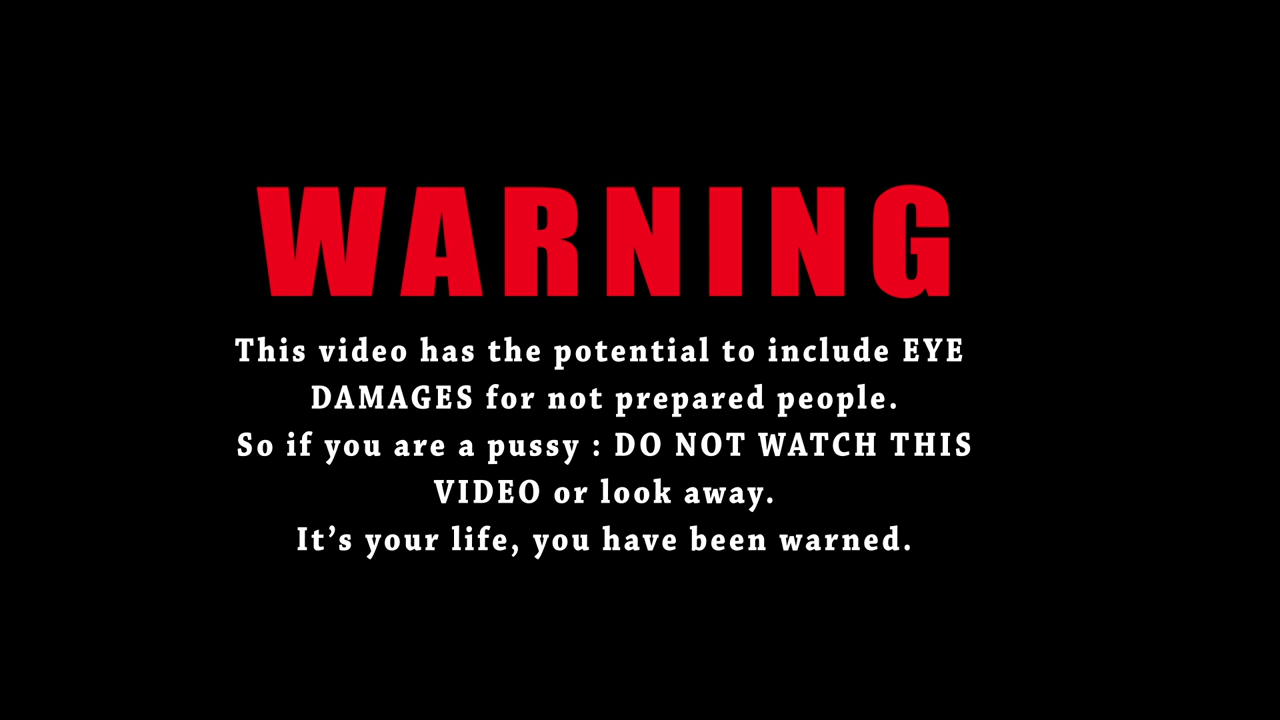 WARNING
This video has the potential to include EYE
DAMAGES for not prepared people.
So if you are a pussy : DO NOT WATCH THIS
VIDEO or look away.
It’s your life, you have been warned.